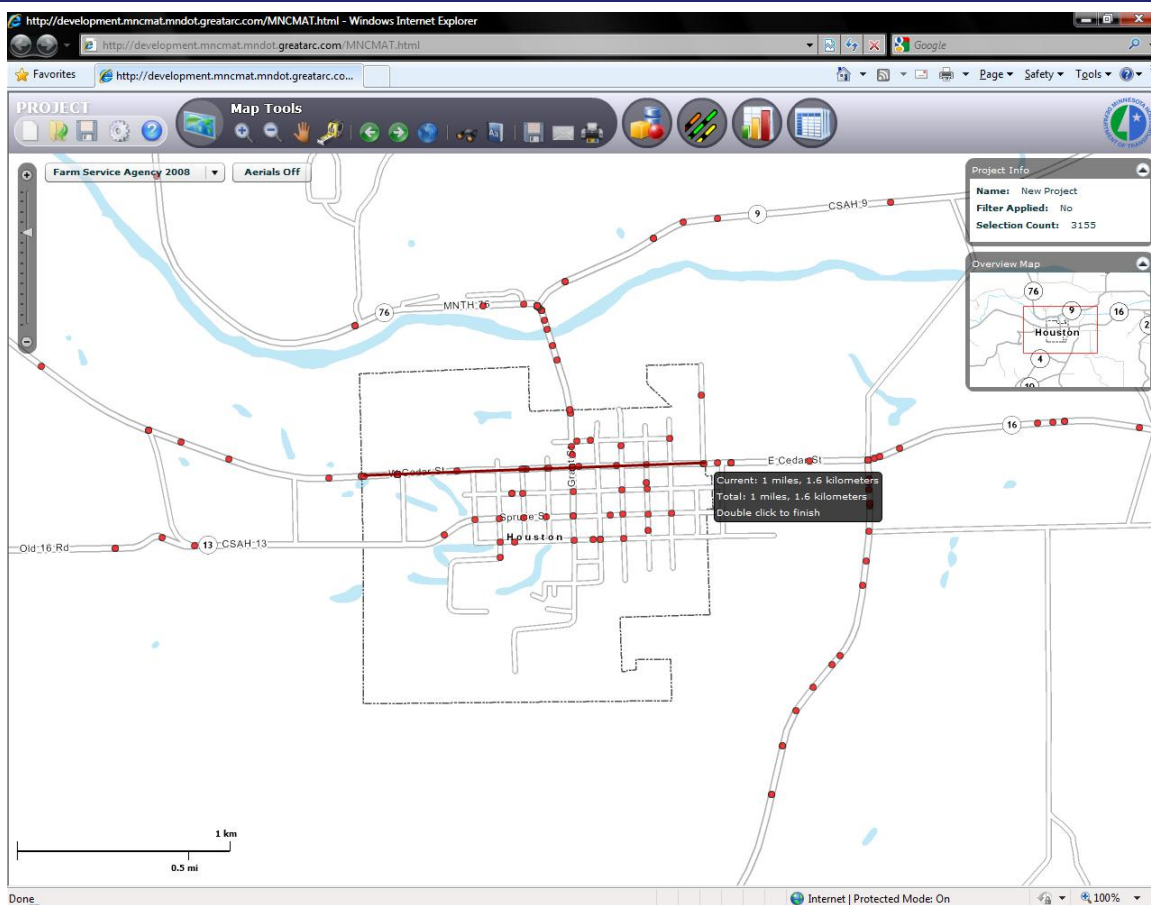 http://development.mncmat.mndot.greatarc.com/MNCMAT.html - Windows Internet Explorer
http://development.mncmat.mndot.greatarc.com/MNCMAT.html
Google
Favorites
http://development.mncmat.mndot.greatarc.co...
Page
Safety
Tools
PROJECT
Map Tools
Farm Service Agency 2008
Aerials Off
Project Info
Name: New Project
Filter Applied: No
Selection Count: 3155
Overview Map
76
9
16
Houston
4
CSAH 9
9
MNTH 76
76
16
W Cedar St
E Cedar St
Grant St
Current: 1 miles, 1.6 kilometers
Total: 1 miles, 1.6 kilometers
Double click to finish
Spruce St
Houston
Old 16 Rd
13
CSAH 13
1 km
0.5 mi
Done
Internet | Protected Mode: On
100%